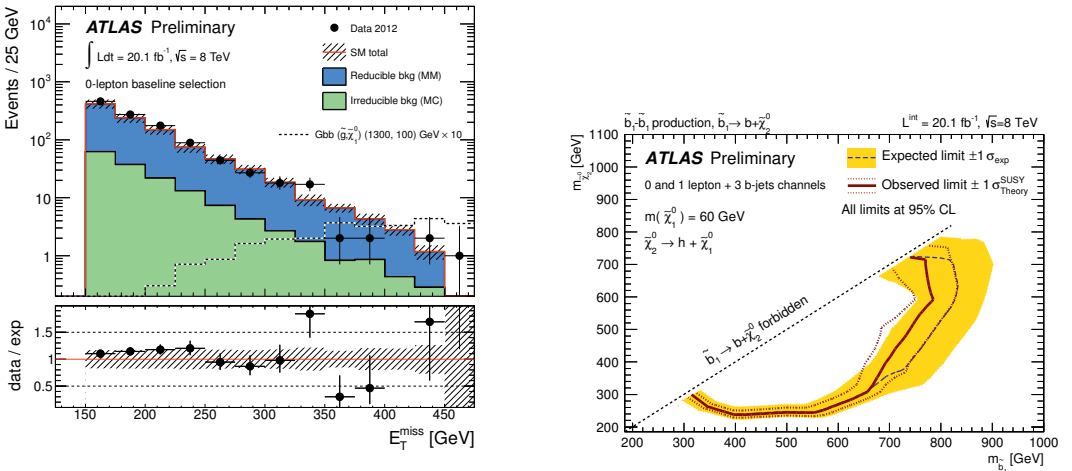 ATLAS Preliminary
∫ Ldt = 20.1 fb⁻¹, √s = 8 TeV
0-lepton baseline selection
Data 2012
SM total
Reducible bkg (MM)
Irreducible bkg (MC)
Gbb (g̃,χ̃₁⁰) (1300, 100) GeV × 10
Events / 25 GeV
10⁴
10³
10²
10
1
data / exp
1.5
1
0.5
150 200 250 300 350 400 450
E_T^miss [GeV]
b̃₁-b̃₁ production, b̃₁→ b+χ̃₂⁰
L^int = 20.1 fb⁻¹, √s=8 TeV
ATLAS Preliminary
0 and 1 lepton + 3 b-jets channels
m(χ̃₁⁰) = 60 GeV
χ̃₂⁰ → h + χ̃₁⁰
Expected limit ±1 σ_exp
Observed limit ± 1 σ_Theory^SUSY
All limits at 95% CL
b̃₁ → b+χ̃₂⁰ forbidden
m_χ̃₂⁰ [GeV]
1100
1000
900
800
700
600
500
400
300
200
200 300 400 500 600 700 800 900 1000
m_b̃₁ [GeV]